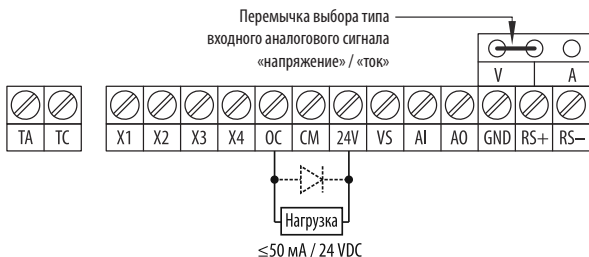 Перемычка выбора типа
входного аналогового сигнала
«напряжение» / «ток»
V A
TA TC X1 X2 X3 X4 OC CM 24V VS AI AO GND RS+ RS–
Нагрузка
≤50 мА / 24 VDC